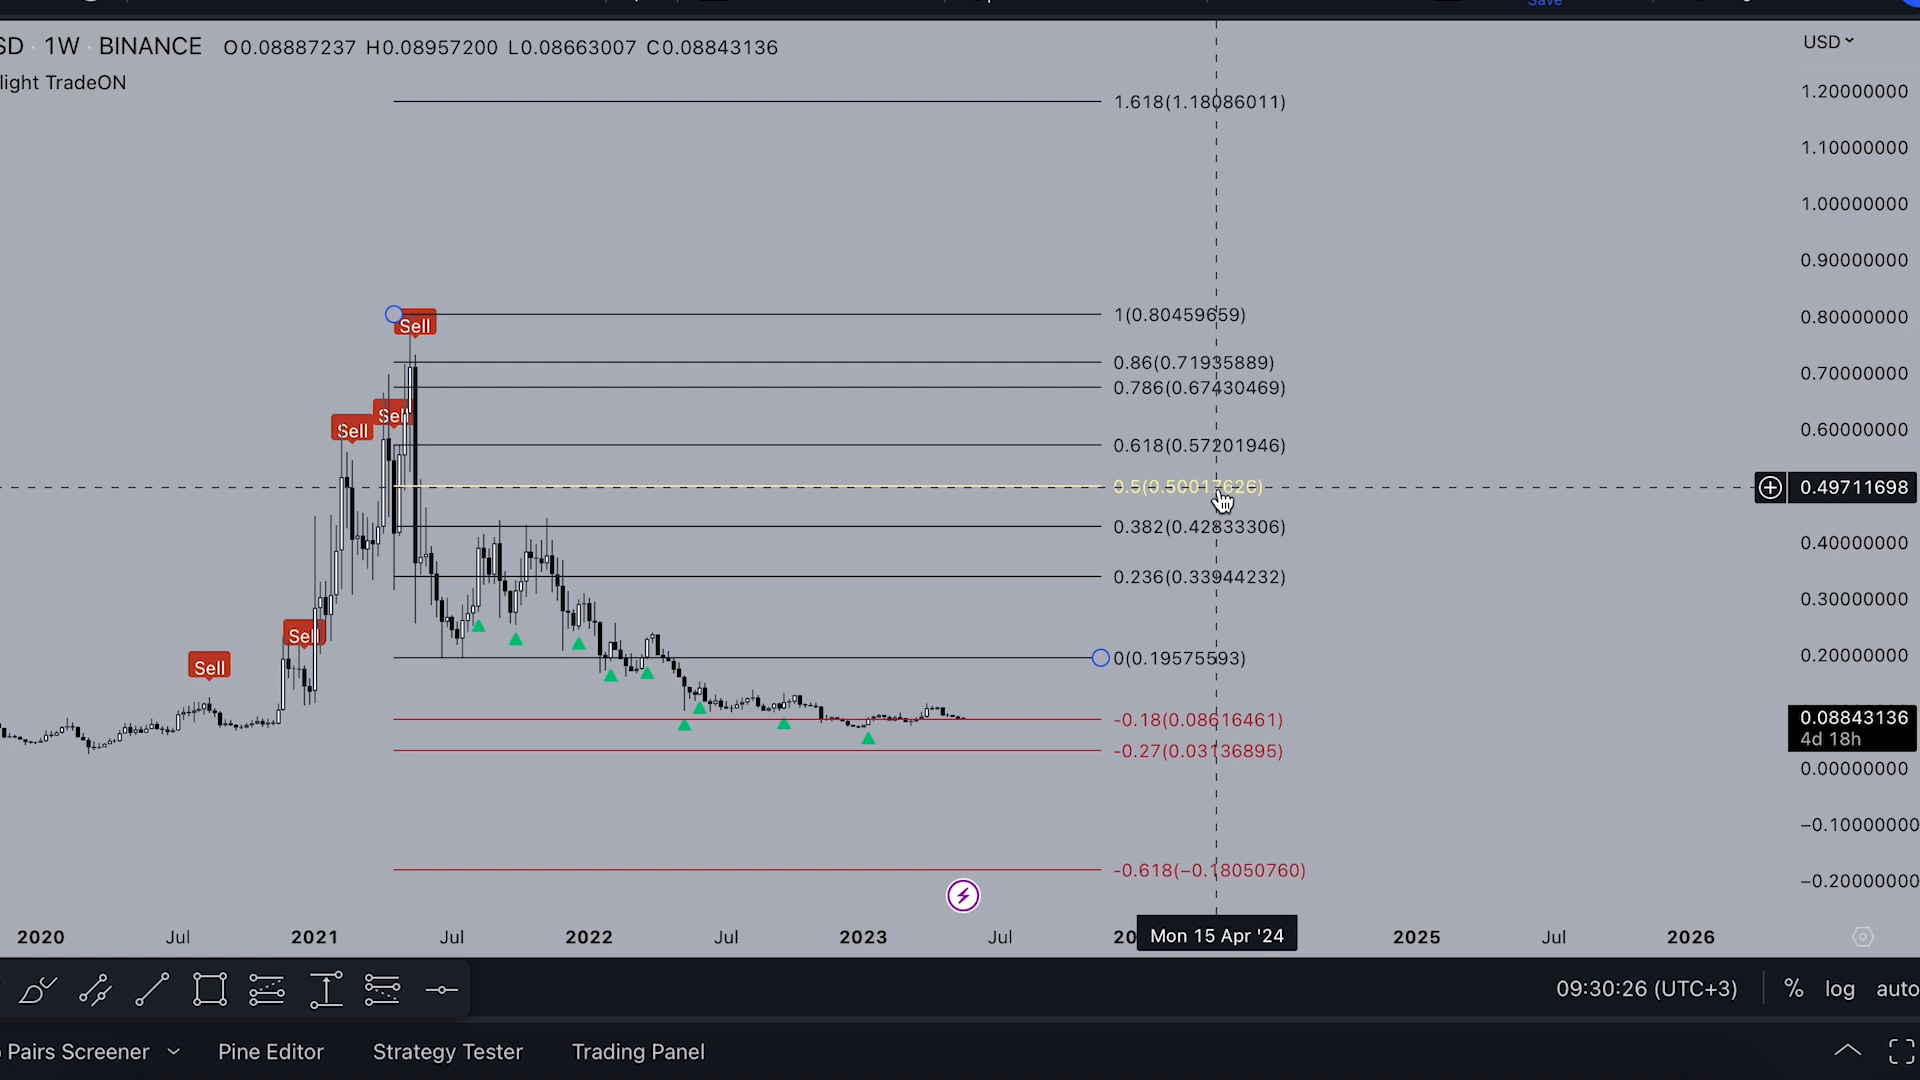 Save
SD · 1W · BINANCE O0.08887237 H0.08957200 L0.08663007 C0.08843136
light TradeON
USD
1.20000000
1.10000000
1.00000000
0.90000000
0.80000000
0.70000000
0.60000000
0.49711698
0.40000000
0.30000000
0.20000000
0.08843136
4d 18h
0.00000000
−0.10000000
−0.20000000
1.618(1.18086011)
1(0.80459659)
0.86(0.71935889)
0.786(0.67430469)
0.618(0.57201946)
0.5(0.50017626)
0.382(0.42833306)
0.236(0.33944232)
0(0.19575593)
-0.18(0.08616461)
-0.27(0.03136895)
-0.618(−0.18050760)
Sell
Sell
Sell
Sell
Sell
2020 Jul 2021 Jul 2022 Jul 2023 Jul 20 Mon 15 Apr '24 2025 Jul 2026
09:30:26 (UTC+3) % log auto
Pairs Screener Pine Editor Strategy Tester Trading Panel